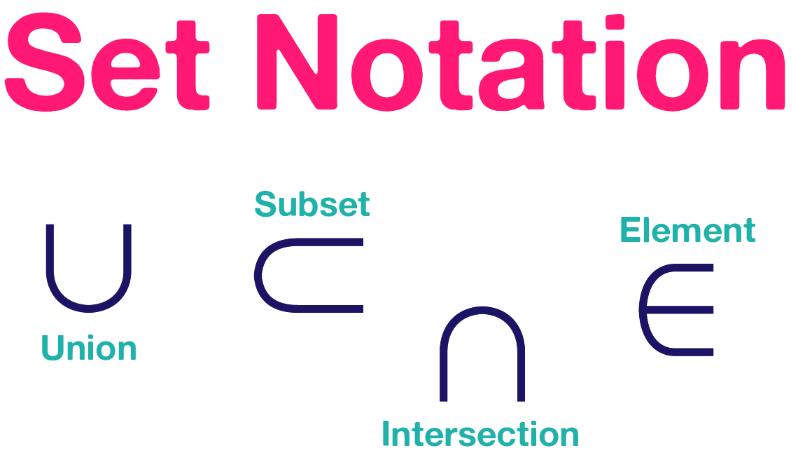 Set Notation
Subset
Element
∪
⊂
∈
∩
Union
Intersection